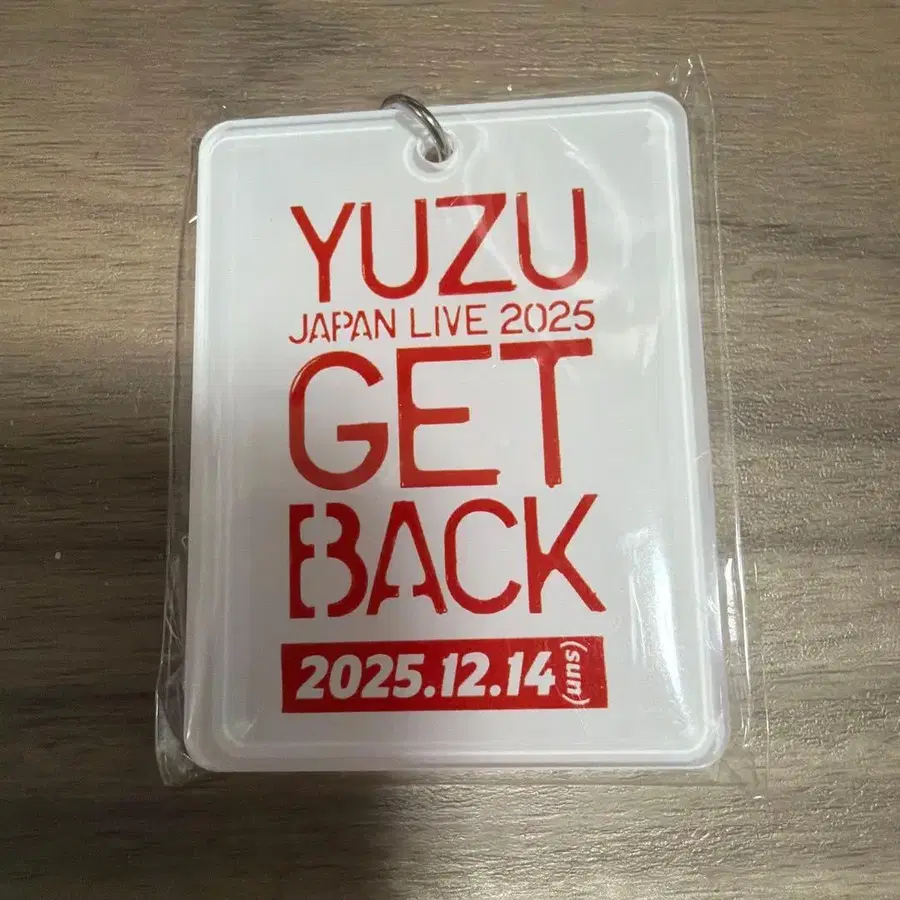 YUZU
JAPAN LIVE 2025
GET
BACK
2025.12.14(sun)